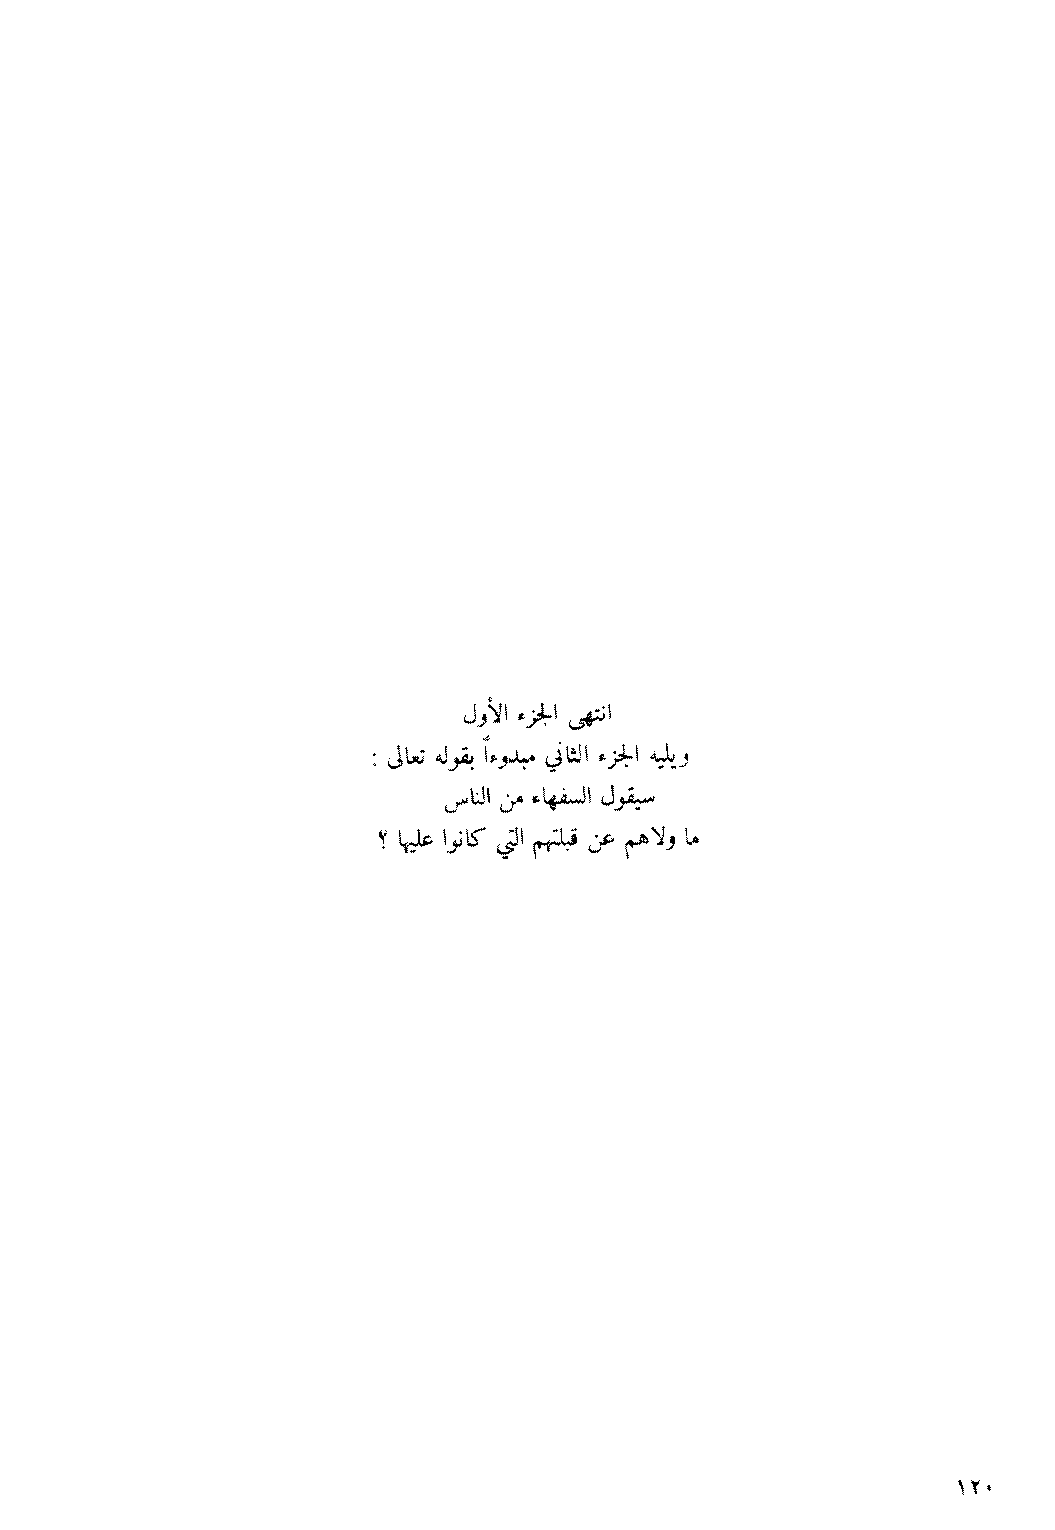 انتهى الجزء الأول
ويليه الجزء الثاني مبدوءاً بقوله تعالى :
سيقول السفهاء من الناس
ما ولاهم عن قبلتهم التي كانوا عليها ؟
١٢٠